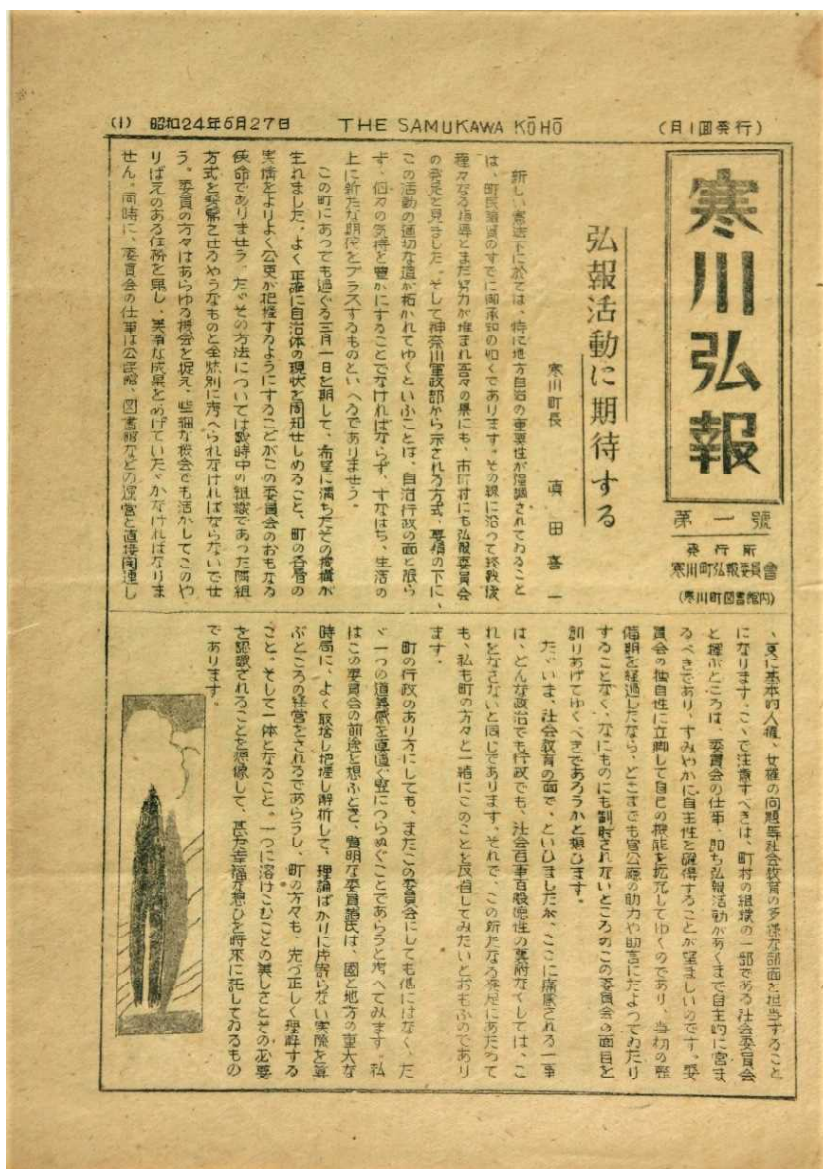 (1) 昭和24年6月27日 THE SAMUKAWA KŌHŌ (月1回発行)
寒川弘報
第一號
発行所
寒川町弘報委員會
(寒川町図書館内)
弘報活動に期待する
寒川町長 眞田喜一
新しい憲法下に於ては、特に地方自治の重要性が強調されてゐること
は、町民諸賢のすでに御承知の如くであります。その線に沿って終戦後
種々なる指導とまた努力が堆まれ営々の果にも、市町村にも弘報委員会
の発足を見ました。そして神奈川軍政部から示される方式、要領の下に、
この活動の適切な道が拓かれてゆくといふことは、自治行政の面と限ら
ず、個々の気持を豊かにすることでなければならず、すなはち、生活の
上に新たな明役をプラスするものといへるでありませう。
この町にあっても過ぐる三月一日を期して、希望に満ちたその機構が
生れました。よく正確に自治体の現状を周知せしめること、町の各層の
実情をよりよく公吏が把握するようにすることがこの委員会のおもなる
使命でありませう。たゞその方法については戦時中の組織であった隣組
方式を発展させるやうなものと全然別に考へられなければならないでせ
う。委員の方々はあらゆる機会を捉え、些細な機会でも活かしてこのや
りばえのある任務を果し、美事な成果をあげていたゞかなければなりま
せん。同時に、委員会の仕事は公民館、図書館などの運営と直接関連し
、更に基本的人権、女権の問題等社会教育の多様な部面を担当すること
になります。こゝで注意すべきは、町村の組織の一部である社会委員会
と擇ぶところは、委員会の仕事、即ち弘報活動があくまで自主的に営ま
るべきであり、すみやかに自主性を確得することが望ましいのです。委
員会の独自性に立脚して自己の機能を拡充してゆくのであり、当初の整
備期を経過したなら、どこまでも官公廳の助力や助言にたよってゐたり
することなく、なにものにも制肘されないところのこの委員会の面目を
創りあげてゆくべきであろうかと想ひます。
たゞいま、社会教育の面で、といひましたが、ここに痛感される一事
は、どんな政治でも行政でも、社会百事百般徳性の裏附なくしては、こ
れをなさないと同じであります。それで、この新たなる発足にあたって
も、私も町の方々と一緒にこのことを反省してみたいとおもふのであり
ます。
町の行政のあり方にしても、またこの委員会にしても他にはなく、た
ゞ一つの道義感を真直ぐ堅につらぬぐことであらうと考へてみます。私
はこの委員会の前途を想ふとき、賢明な委員諸氏は、國と地方の重大な
時局に、よく取捨し把握し解析して、理論ばかりに片寄らない実際を尊
ぶところの経営をされるであらうし、町の方々も、先づ正しく理解する
こと、そして一体となること。一つに溶けこむことの美しさとその必要
を認識されることを想像して、甚だ幸福な想ひを將来に託してゐるもの
であります。